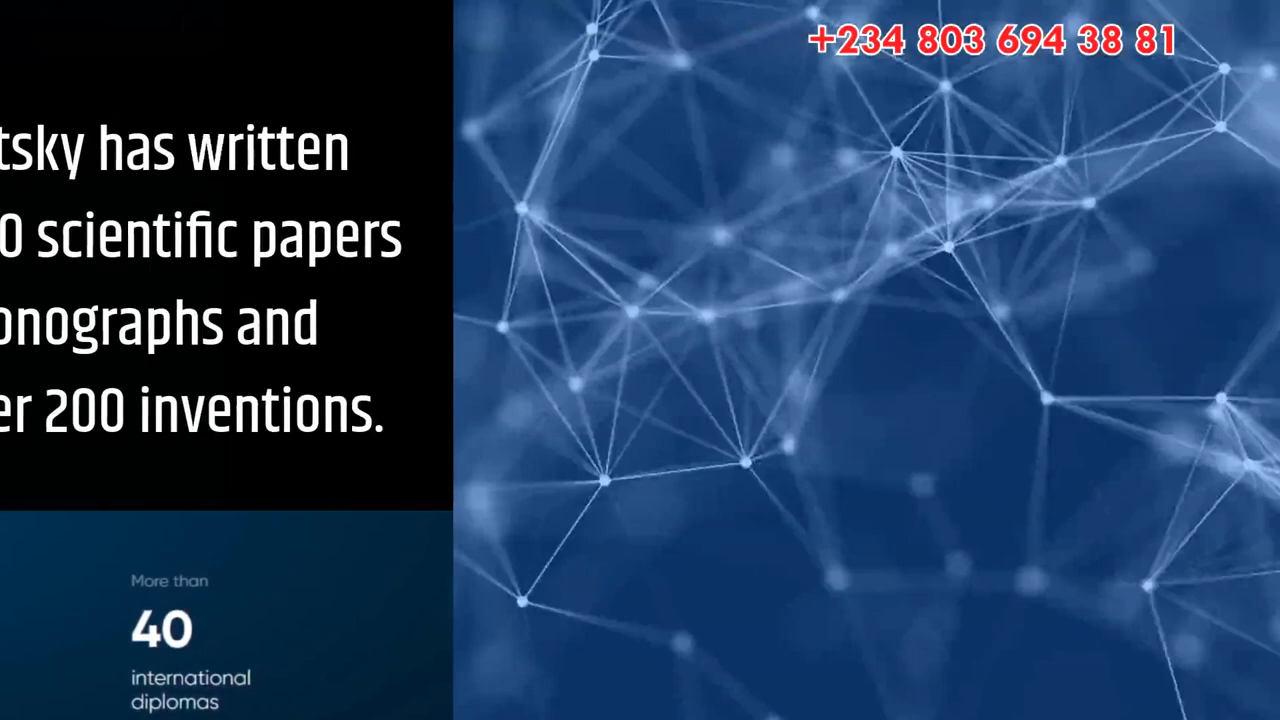 +234 803 694 38 81
tsky has written
0 scientific papers
onographs and
er 200 inventions.
More than
40
international
diplomas